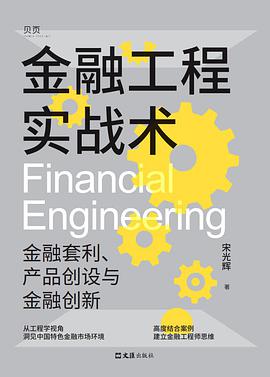 贝页
金融工程
实战术
Financial
Engineering
金融套利、
产品创设与
金融创新
宋光辉
著
从工程学视角
洞见中国特色金融市场环境
高度结合案例
建立金融工程师思维
文匯出版社